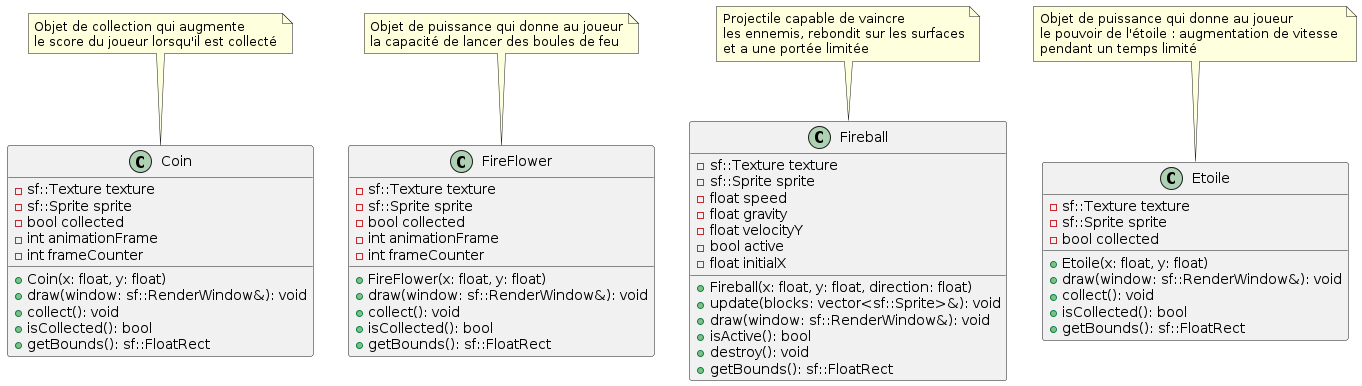 Objet de collection qui augmente
le score du joueur lorsqu'il est collecté
C Coin
sf::Texture texture
sf::Sprite sprite
bool collected
int animationFrame
int frameCounter
Coin(x: float, y: float)
draw(window: sf::RenderWindow&): void
collect(): void
isCollected(): bool
getBounds(): sf::FloatRect
Objet de puissance qui donne au joueur
la capacité de lancer des boules de feu
C FireFlower
sf::Texture texture
sf::Sprite sprite
bool collected
int animationFrame
int frameCounter
FireFlower(x: float, y: float)
draw(window: sf::RenderWindow&): void
collect(): void
isCollected(): bool
getBounds(): sf::FloatRect
Projectile capable de vaincre
les ennemis, rebondit sur les surfaces
et a une portée limitée
C Fireball
sf::Texture texture
sf::Sprite sprite
float speed
float gravity
float velocityY
bool active
float initialX
Fireball(x: float, y: float, direction: float)
update(blocks: vector<sf::Sprite>&): void
draw(window: sf::RenderWindow&): void
isActive(): bool
destroy(): void
getBounds(): sf::FloatRect
Objet de puissance qui donne au joueur
le pouvoir de l'étoile : augmentation de vitesse
pendant un temps limité
C Etoile
sf::Texture texture
sf::Sprite sprite
bool collected
Etoile(x: float, y: float)
draw(window: sf::RenderWindow&): void
collect(): void
isCollected(): bool
getBounds(): sf::FloatRect